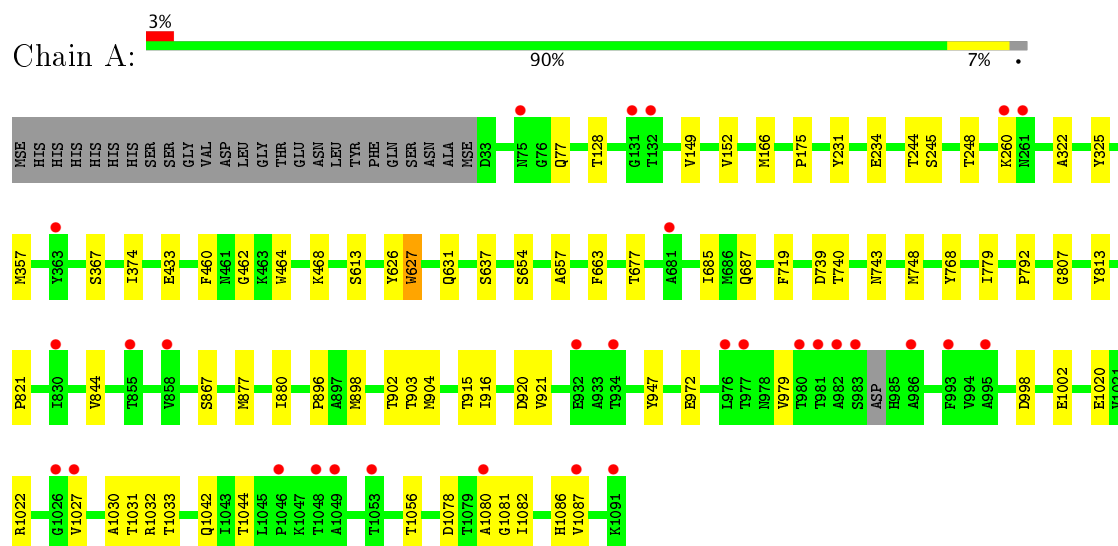 3%
Chain A:
90% 7% •
MSE HIS HIS HIS HIS HIS HIS SER SER GLY VAL ASP LEU GLY THR GLU ASN LEU TYR PHE GLN SER ASN ALA MSE D33 N75 G76 Q77 T128 G131 T132 V149 V152 M166 P175 Y231 E234 T244 S245 T248 K260 N261 A322 Y325
M357 Y363 S367 I374 E433 F460 N461 G462 K463 W464 K468 S613 Y626 W627 Q631 S637 S654 A657 F663 T677 A681 I685 M686 Q687 F719 D739 T740 N743 M748 Y768 I779 P792 G807 Y813
P821 I830 V844 T855 V858 S867 M877 I880 P896 A897 M898 T902 T903 M904 T915 I916 D920 V921 E932 A933 T934 Y947 E972 L976 T977 N978 V979 T980 T981 A982 S983 ASP H985 A986 F993 V994 A995 D998 E1002 E1020 V1021
R1022 G1026 V1027 A1030 T1031 R1032 T1033 Q1042 I1043 T1044 L1045 P1046 K1047 T1048 A1049 T1053 T1056 D1078 T1079 A1080 G1081 I1082 H1086 V1087 K1091